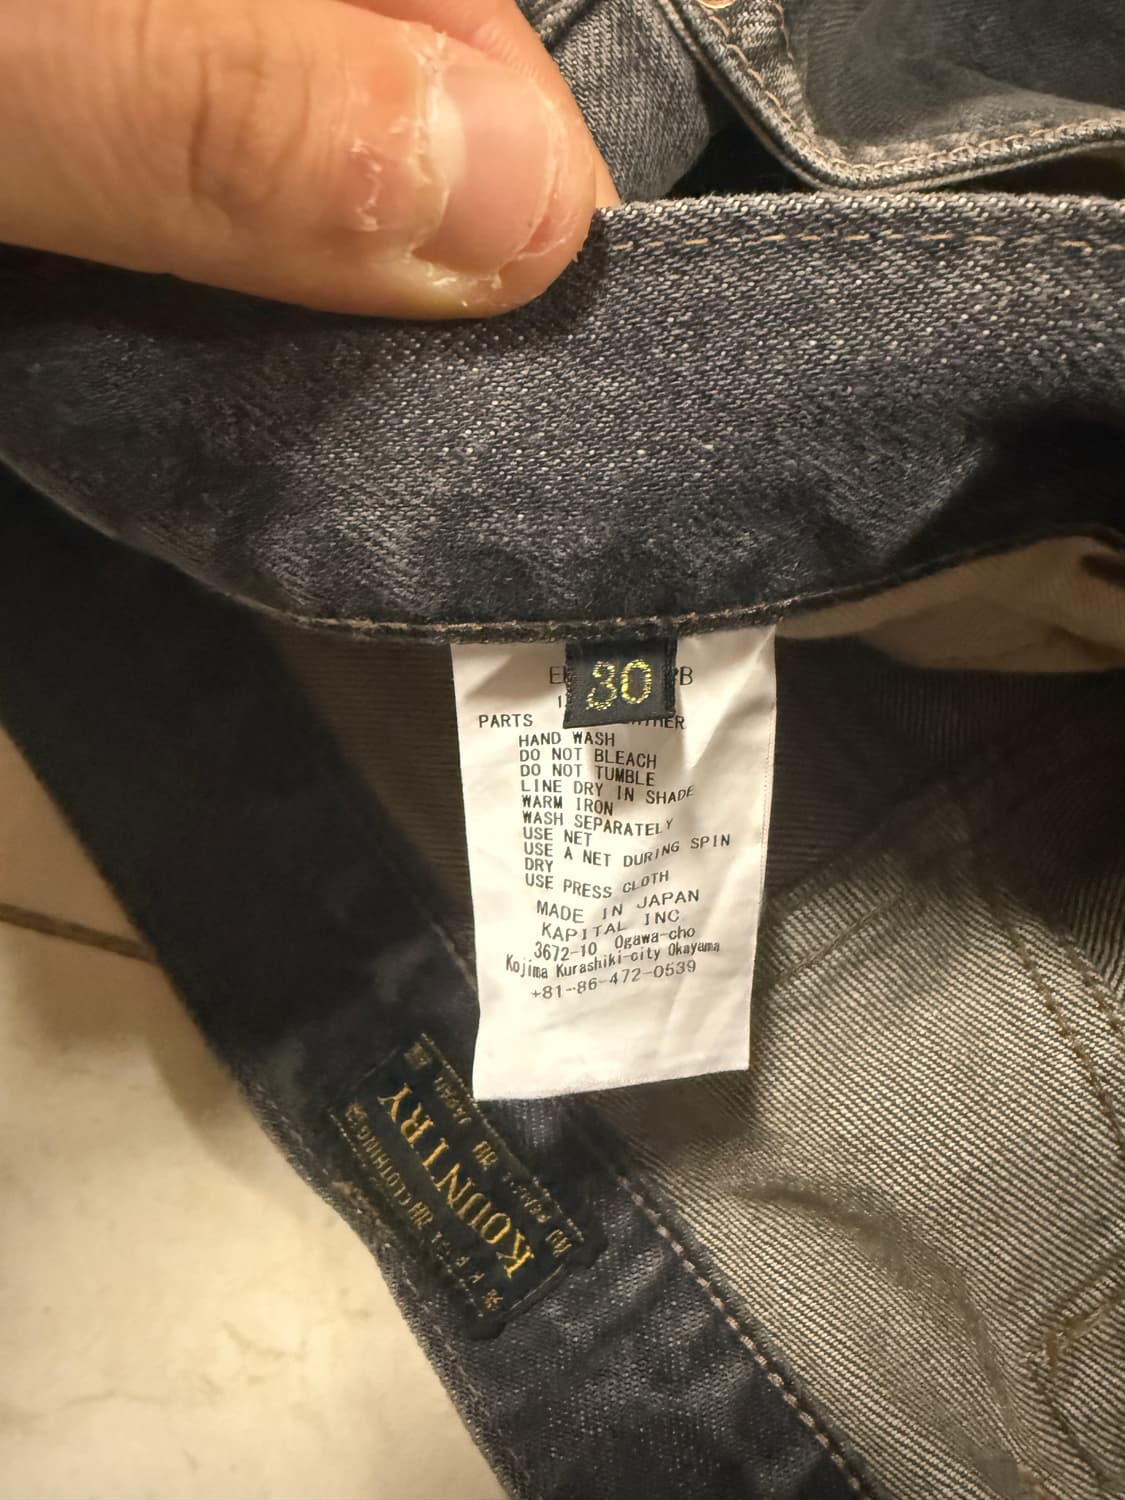 30
PARTS
HAND WASH
DO NOT BLEACH
DO NOT TUMBLE
LINE DRY IN SHADE
WARM IRON
WASH SEPARATELY
USE NET
USE A NET DURING SPIN
DRY
USE PRESS CLOTH
MADE IN JAPAN
KAPITAL INC
3672-10 Ogawa-cho
Kojima Kurashiki-city Okayama
+81-86-472-0539
KOUNTRY
CLOTHING